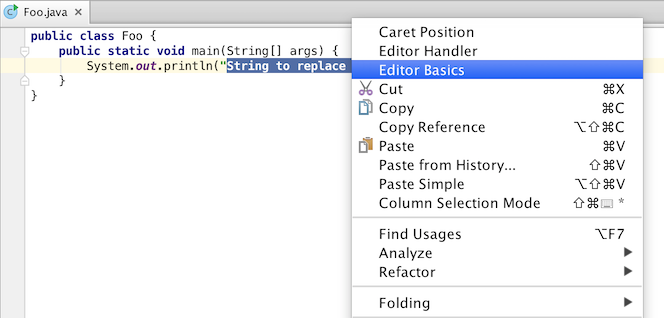 Foo.java
public class Foo {
public static void main(String[] args) {
System.out.println("String to replace
}
}
Caret Position
Editor Handler
Editor Basics
Cut ⌘X
Copy ⌘C
Copy Reference ⌥⇧⌘C
Paste ⌘V
Paste from History... ⇧⌘V
Paste Simple ⌥⇧⌘V
Column Selection Mode ⇧⌘⌨ *
Find Usages ⌥F7
Analyze
Refactor
Folding